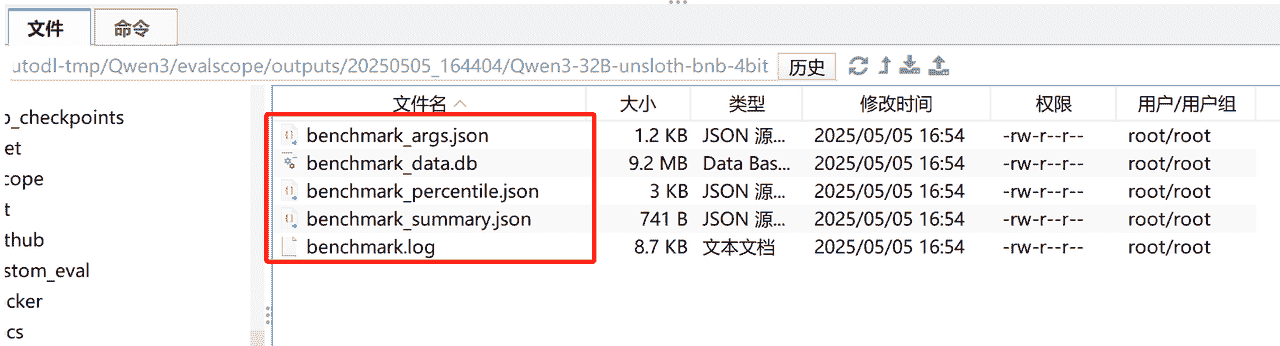 文件 命令
utodl-tmp/Qwen3/evalscope/outputs/20250505_164404/Qwen3-32B-unsloth-bnb-4bit 历史
文件名 大小 类型 修改时间 权限 用户/用户组
benchmark_args.json 1.2 KB JSON 源... 2025/05/05 16:54 -rw-r--r-- root/root
benchmark_data.db 9.2 MB Data Bas... 2025/05/05 16:54 -rw-r--r-- root/root
benchmark_percentile.json 3 KB JSON 源... 2025/05/05 16:54 -rw-r--r-- root/root
benchmark_summary.json 741 B JSON 源... 2025/05/05 16:54 -rw-r--r-- root/root
benchmark.log 8.7 KB 文本文档 2025/05/05 16:54 -rw-r--r-- root/root
o_checkpoints
et
cope
t
thub
stom_eval
cker
cs